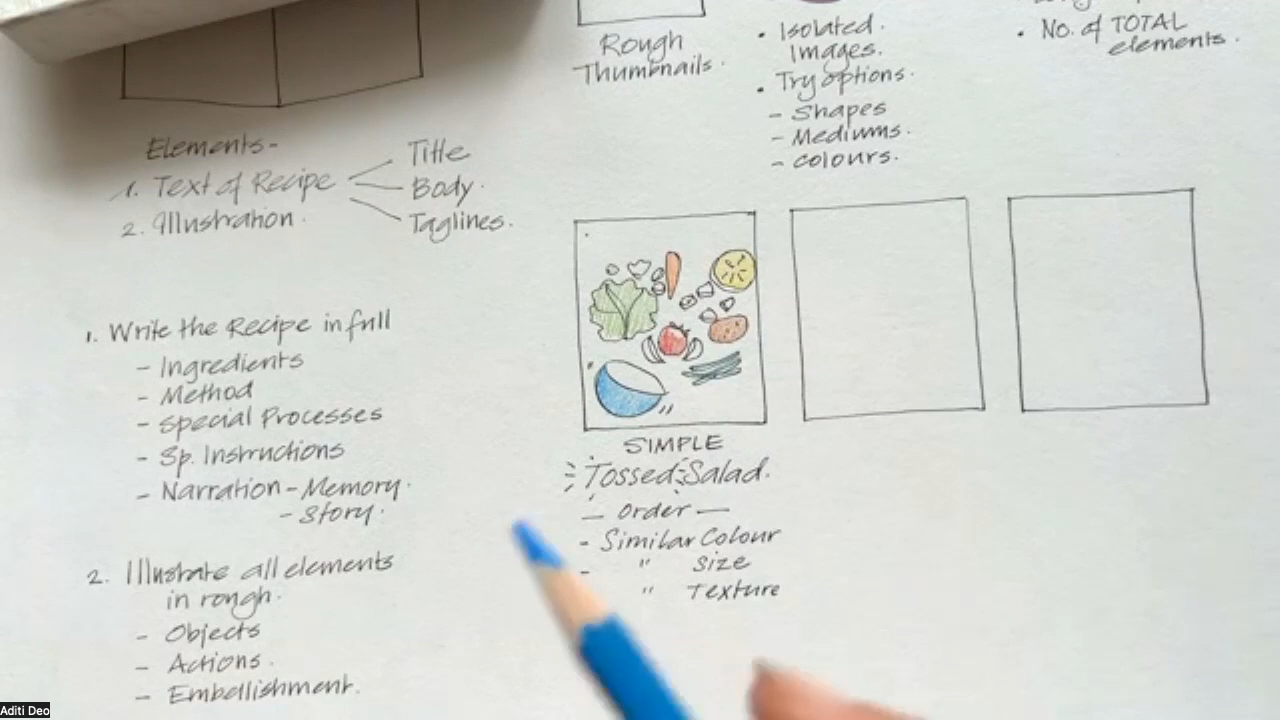 Rough
Thumbnails.
• Isolated.
Images.
• Try options.
- Shapes
- Mediums.
- colours.
• No. of TOTAL
elements.
Elements-
1. Text of Recipe
Title
Body.
Taglines.
2. Illustration.
1. Write the Recipe in full
- Ingredients
- Method
- Special Processes
- Sp. Instructions
- Narration - Memory.
- Story.
2. Illustrate all elements
in rough.
- Objects
- Actions.
- Embellishment.
SIMPLE
Tossed Salad.
— Order —
- Similar Colour
- " Size
" Texture
Aditi Deo